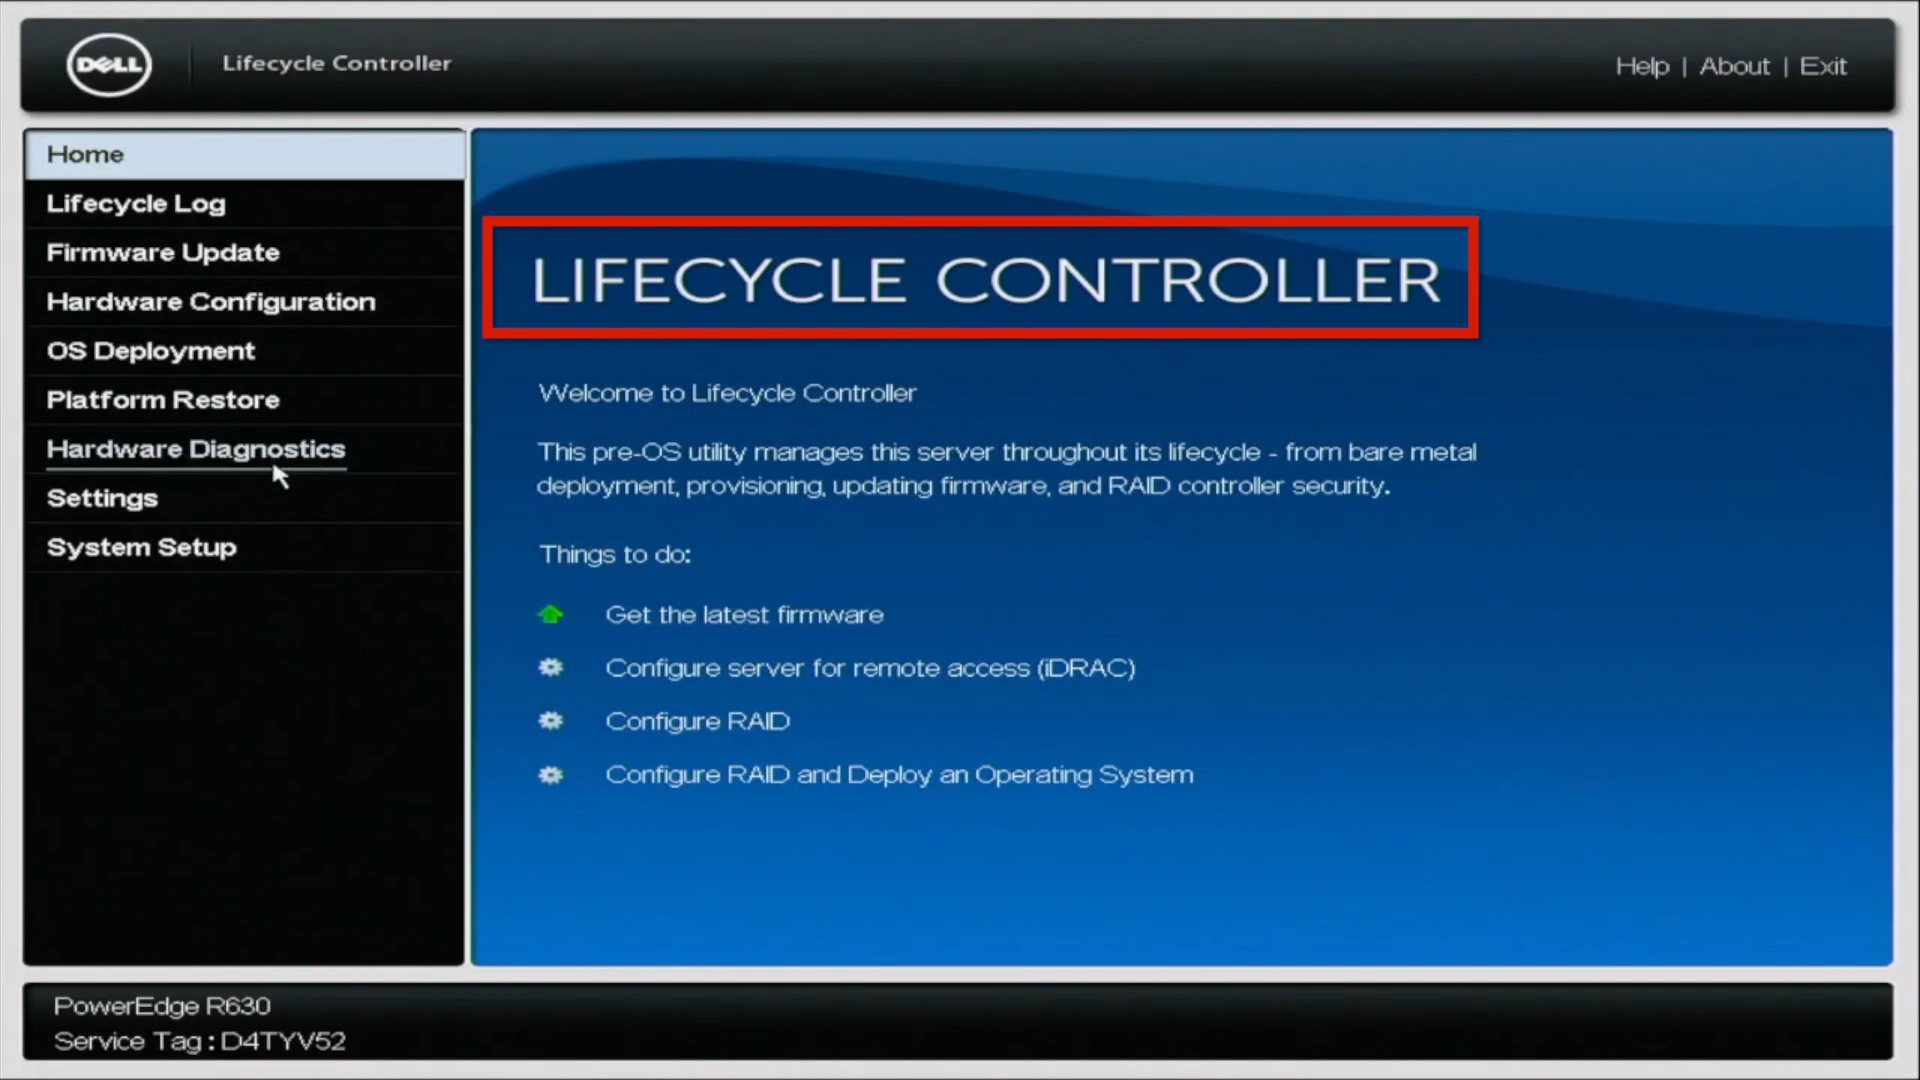 DELL
Lifecycle Controller
Help | About | Exit
Home
Lifecycle Log
Firmware Update
Hardware Configuration
OS Deployment
Platform Restore
Hardware Diagnostics
Settings
System Setup
LIFECYCLE CONTROLLER
Welcome to Lifecycle Controller
This pre-OS utility manages this server throughout its lifecycle - from bare metal
deployment, provisioning, updating firmware, and RAID controller security.
Things to do:
Get the latest firmware
Configure server for remote access (iDRAC)
Configure RAID
Configure RAID and Deploy an Operating System
PowerEdge R630
Service Tag : D4TYV52